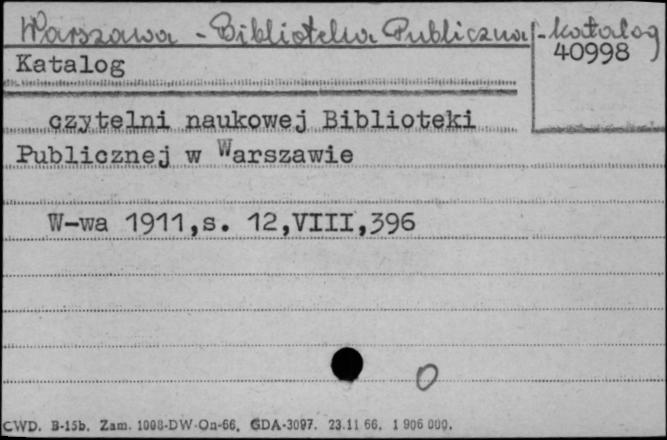 Warszawa - Biblioteka Publiczna - katalog
40998
Katalog
czytelni naukowej Biblioteki
Publicznej w Warszawie
W-wa 1911,s. 12,VIII,396
0
CWD. B-15b. Zam. 1008-DW-On-66. GDA-3097. 23.11 66. 1 906 000.